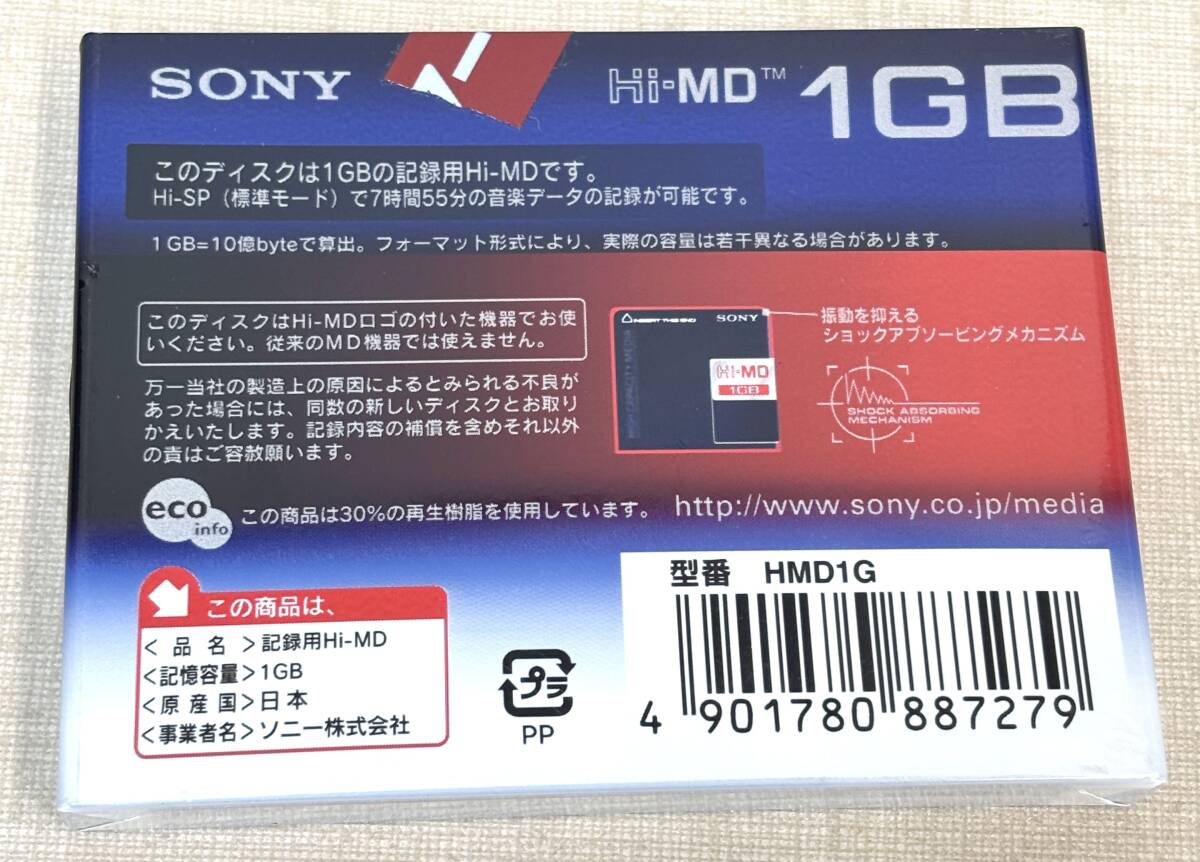 SONY
Hi-MD™ 1GB
このディスクは1GBの記録用Hi-MDです。
Hi-SP（標準モード）で7時間55分の音楽データの記録が可能です。
1GB=10億byteで算出。フォーマット形式により、実際の容量は若干異なる場合があります。
このディスクはHi-MDロゴの付いた機器でお使
いください。従来のMD機器では使えません。
万一当社の製造上の原因によるとみられる不良が
あった場合には、同数の新しいディスクとお取り
かえいたします。記録内容の補償を含めそれ以外
の責はご容赦願います。
INSERT THIS END
SONY
HIGH CAPACITY MEDIA
Hi-MD
1GB
振動を抑える
ショックアブソービングメカニズム
SHOCK ABSORBING
MECHANISM
eco
info
この商品は30%の再生樹脂を使用しています。
http://www.sony.co.jp/media
この商品は、
<品名>記録用Hi-MD
<記憶容量>1GB
<原産国>日本
<事業者名>ソニー株式会社
プラ
PP
型番 HMD1G
4 901780 887279